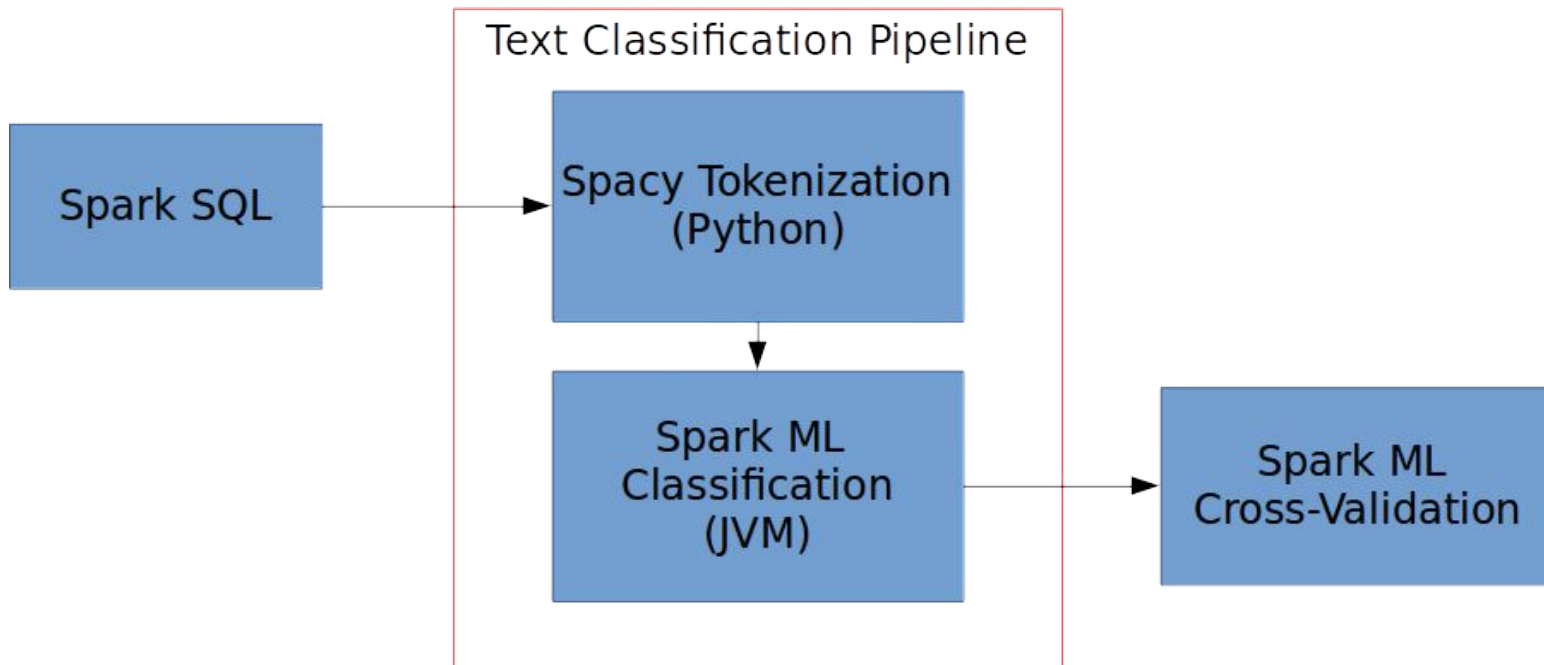 Text Classification Pipeline
Spark SQL
Spacy Tokenization
(Python)
Spark ML
Classification
(JVM)
Spark ML
Cross-Validation